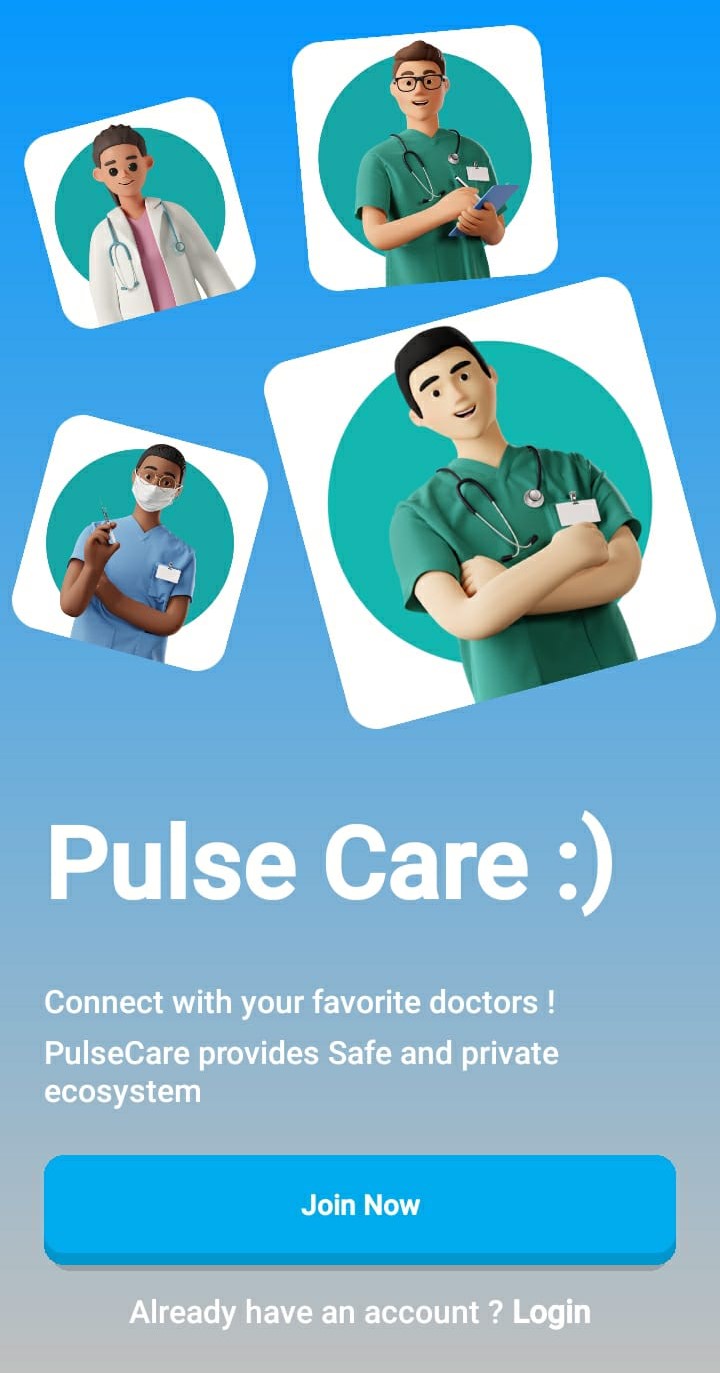 Pulse Care :)
Connect with your favorite doctors !
PulseCare provides Safe and private
ecosystem
Join Now
Already have an account ? Login